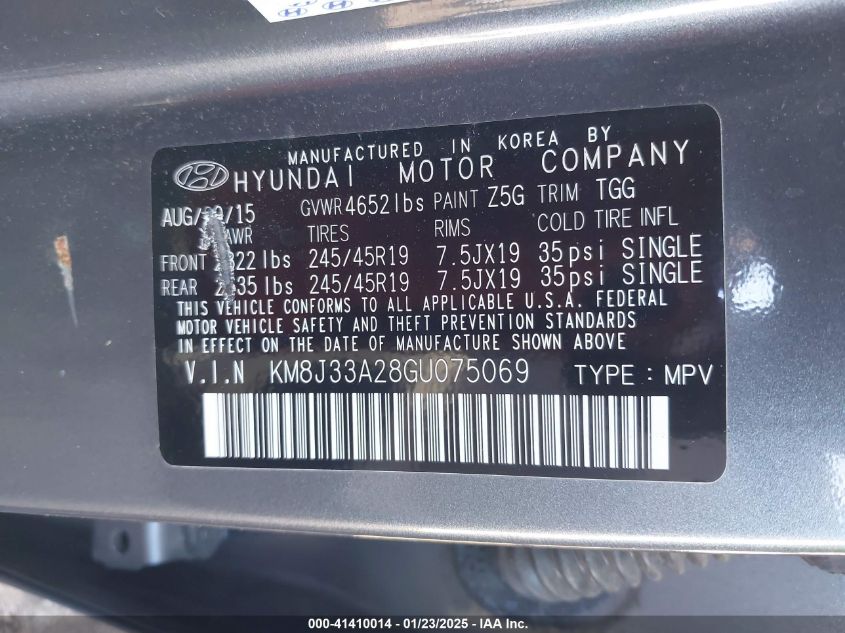 MANUFACTURED IN KOREA BY
HYUNDAI MOTOR COMPANY
GVWR 4652 lbs PAINT Z5G TRIM TGG
TIRES RIMS COLD TIRE INFL
FRONT lbs 245/45R19 7.5JX19 35psi SINGLE
REAR lbs 245/45R19 7.5JX19 35psi SINGLE
THIS VEHICLE CONFORMS TO ALL APPLICABLE U.S.A. FEDERAL
MOTOR VEHICLE SAFETY AND THEFT PREVENTION STANDARDS
IN EFFECT ON THE DATE OF MANUFACTURE SHOWN ABOVE
V.I.N KM8J33A28GU075069 TYPE : MPV
000-41410014 - 01/23/2025 - IAA Holdings, LLC.